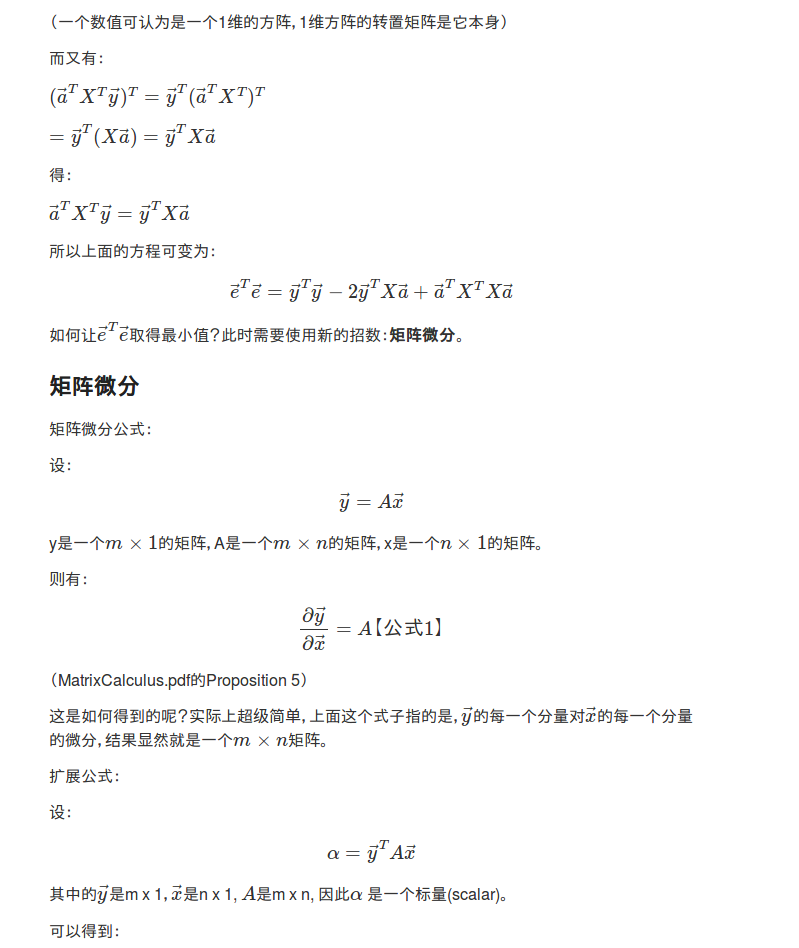 （一个数值可认为是一个1维的方阵，1维方阵的转置矩阵是它本身）
而又有：
$(\vec{a}^T X^T \vec{y})^T = \vec{y}^T (\vec{a}^T X^T)^T$
$= \vec{y}^T (X\vec{a}) = \vec{y}^T X\vec{a}$
得：
$\vec{a}^T X^T \vec{y} = \vec{y}^T X\vec{a}$
所以上面的方程可变为：
$\vec{e}^T \vec{e} = \vec{y}^T \vec{y} - 2\vec{y}^T X\vec{a} + \vec{a}^T X^T X\vec{a}$
如何让$\vec{e}^T \vec{e}$取得最小值？此时需要使用新的招数：矩阵微分。
矩阵微分
矩阵微分公式：
设：
$\vec{y} = A\vec{x}$
y是一个$m \times 1$的矩阵，A是一个$m \times n$的矩阵，x是一个$n \times 1$的矩阵。
则有：
$\frac{\partial \vec{y}}{\partial \vec{x}} = A$【公式1】
（MatrixCalculus.pdf的Proposition 5）
这是如何得到的呢？实际上超级简单，上面这个式子指的是，$\vec{y}$的每一个分量对$\vec{x}$的每一个分量
的微分，结果显然就是一个$m \times n$矩阵。
扩展公式：
设：
$\alpha = \vec{y}^T A\vec{x}$
其中的$\vec{y}$是m x 1，$\vec{x}$是n x 1, $A$是m x n, 因此$\alpha$ 是一个标量(scalar)。
可以得到：